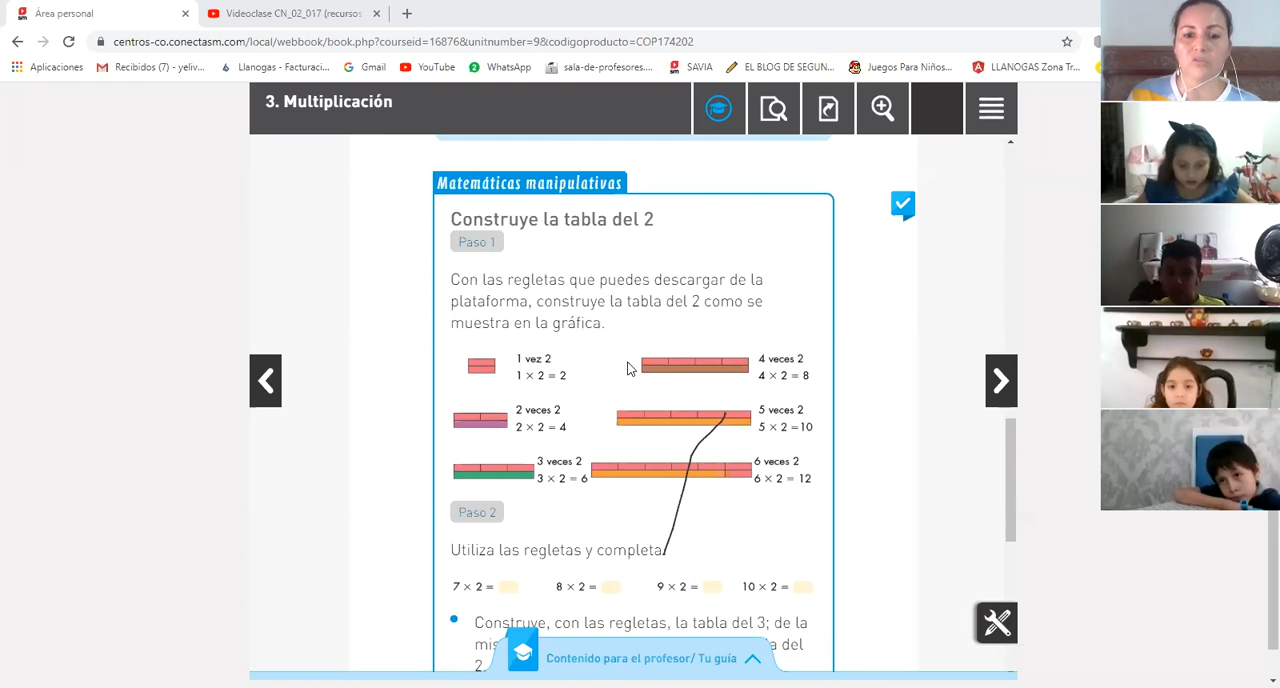 Área personal
Videoclase CN_02_017 (recursos
centros-co.conectasm.com/local/webbook/book.php?courseid=16876&unitnumber=9&codigoproducto=COP174202
Aplicaciones
Recibidos (7) - yeliv...
Llanogas - Facturaci...
Gmail
YouTube
WhatsApp
sala-de-profesores....
SAVIA
EL BLOG DE SEGUN...
Juegos Para Niños...
LLANOGAS Zona Tr...
3. Multiplicación
Matemáticas manipulativas
Construye la tabla del 2
Paso 1
Con las regletas que puedes descargar de la
plataforma, construye la tabla del 2 como se
muestra en la gráfica.
1 vez 2
1 × 2 = 2
4 veces 2
4 × 2 = 8
2 veces 2
2 × 2 = 4
5 veces 2
5 × 2 =10
3 veces 2
3 × 2 = 6
6 veces 2
6 × 2 = 12
Paso 2
Utiliza las regletas y completa.
7 × 2 =
8 × 2 =
9 × 2 =
10 × 2 =
Construye, con las regletas, la tabla del 3; de la
mis
a del
2.
Contenido para el profesor/ Tu guía